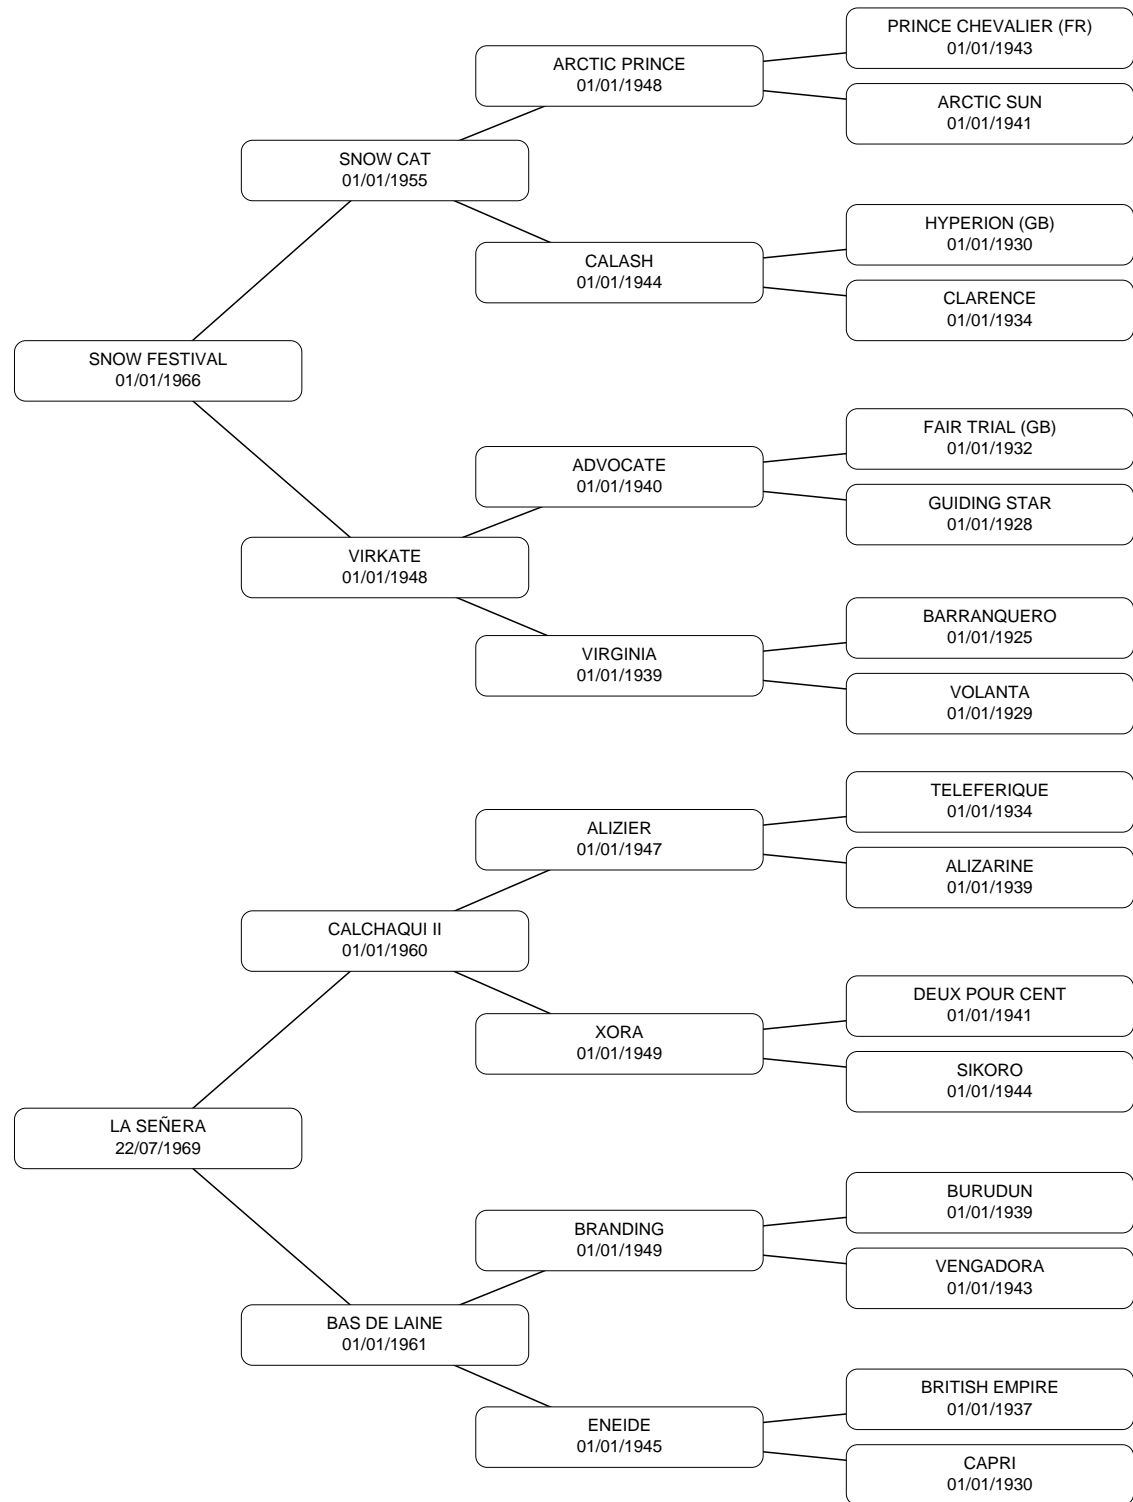 PRINCE CHEVALIER (FR)
01/01/1943
ARCTIC PRINCE
01/01/1948
ARCTIC SUN
01/01/1941
SNOW CAT
01/01/1955
HYPERION (GB)
01/01/1930
CALASH
01/01/1944
CLARENCE
01/01/1934
SNOW FESTIVAL
01/01/1966
FAIR TRIAL (GB)
01/01/1932
ADVOCATE
01/01/1940
GUIDING STAR
01/01/1928
VIRKATE
01/01/1948
BARRANQUERO
01/01/1925
VIRGINIA
01/01/1939
VOLANTA
01/01/1929
TELEFERIQUE
01/01/1934
ALIZIER
01/01/1947
ALIZARINE
01/01/1939
CALCHAQUI II
01/01/1960
DEUX POUR CENT
01/01/1941
XORA
01/01/1949
SIKORO
01/01/1944
LA SEÑERA
22/07/1969
BURUDUN
01/01/1939
BRANDING
01/01/1949
VENGADORA
01/01/1943
BAS DE LAINE
01/01/1961
BRITISH EMPIRE
01/01/1937
ENEIDE
01/01/1945
CAPRI
01/01/1930